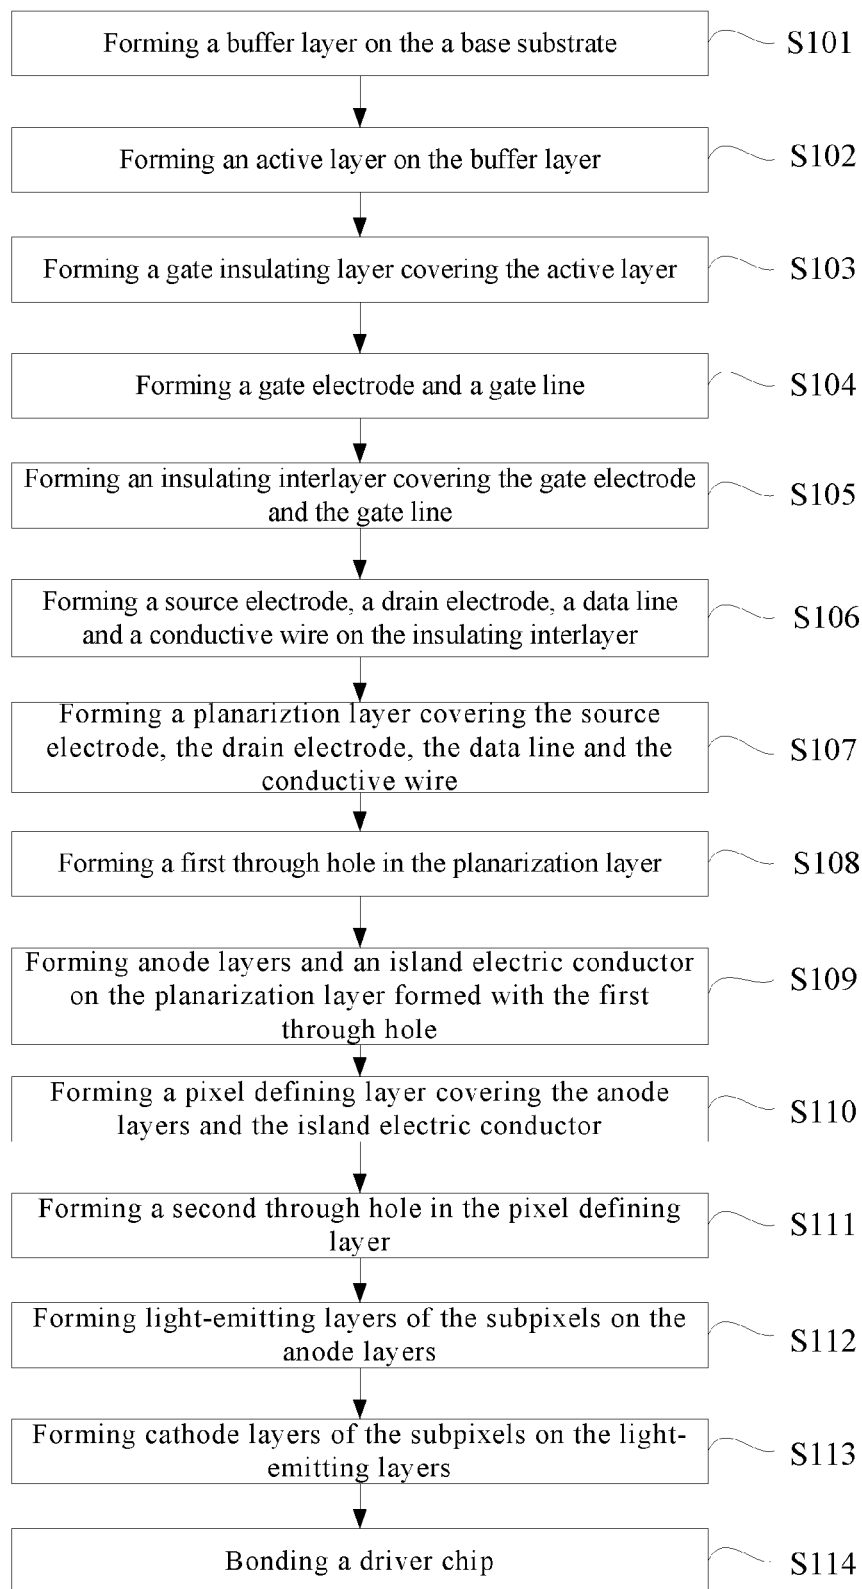 Forming a buffer layer on the a base substrate
S101
Forming an active layer on the buffer layer
S102
Forming a gate insulating layer covering the active layer
S103
Forming a gate electrode and a gate line
S104
Forming an insulating interlayer covering the gate electrode
and the gate line
S105
Forming a source electrode, a drain electrode, a data line
and a conductive wire on the insulating interlayer
S106
Forming a planariztion layer covering the source
electrode, the drain electrode, the data line and the
conductive wire
S107
Forming a first through hole in the planarization layer
S108
Forming anode layers and an island electric conductor
on the planarization layer formed with the first
through hole
S109
Forming a pixel defining layer covering the anode
layers and the island electric conductor
S110
Forming a second through hole in the pixel defining
layer
S111
Forming light-emitting layers of the subpixels on the
anode layers
S112
Forming cathode layers of the subpixels on the light-
emitting layers
S113
Bonding a driver chip
S114